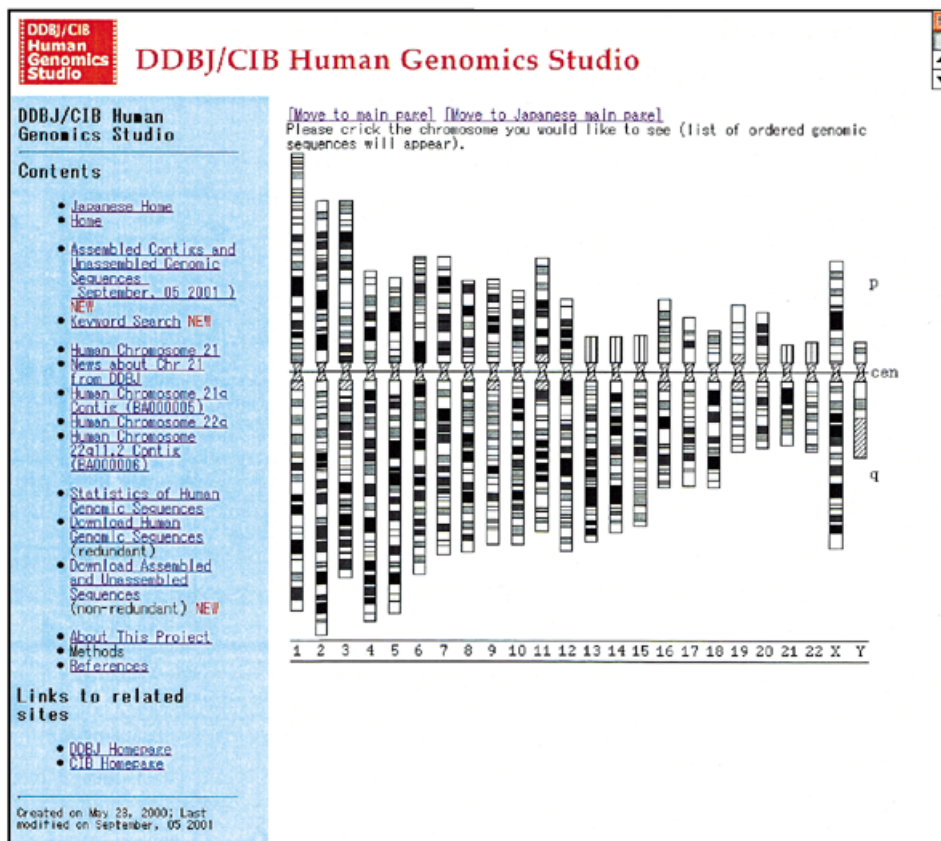 DDBJ/CIB
Human
Genomics
Studio
DDBJ/CIB Human Genomics Studio
DDBJ/CIB Human
Genomics Studio
Contents
Japanese Home
Home
Assembled Contigs and
Unassembled Genomic
Sequences
September, 05 2001 )
NEW
Keyword Search NEW
Human Chromosome 21
News about Chr 21
from DDBJ
Human Chromosome 21q
Contig (BA000005)
Human Chromosome 22q
Human Chromosome
22q11.2 Contig
(BA000006)
Statistics of Human
Genomic Sequences
Download Human
Genomic Sequences
(redundant)
Download Assembled
and Unassembled
Sequences
(non-redundant) NEW
About This Project
Methods
References
Links to related
sites
DDBJ Homepage
CIB Homepage
Created on May 23, 2000; Last
modified on September, 05 2001
[Move to main page] [Move to Japanese main page]
Please crick the chromosome you would like to see (list of ordered genomic
sequences will appear).
p
cen
q
1 2 3 4 5 6 7 8 9 10 11 12 13 14 15 16 17 18 19 20 21 22 X Y